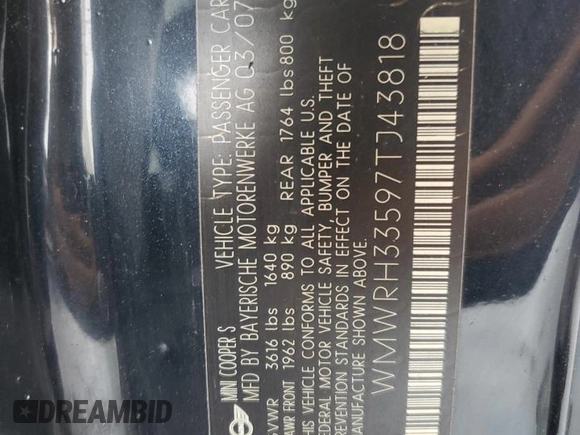 MINI COOPER S VEHICLE TYPE: PASSENGER CAR
MFD BY BAYERISCHE MOTORENWERKE AG 03/07
GVWR 3616 lbs 1640 kg
GAWR FRONT 1962 lbs 890 kg REAR 1764 lbs 800 kg
THIS VEHICLE CONFORMS TO ALL APPLICABLE U.S.
FEDERAL MOTOR VEHICLE SAFETY, BUMPER AND THEFT
PREVENTION STANDARDS IN EFFECT ON THE DATE OF
MANUFACTURE SHOWN ABOVE.
WMWRH33597TJ43818
DREAMBID